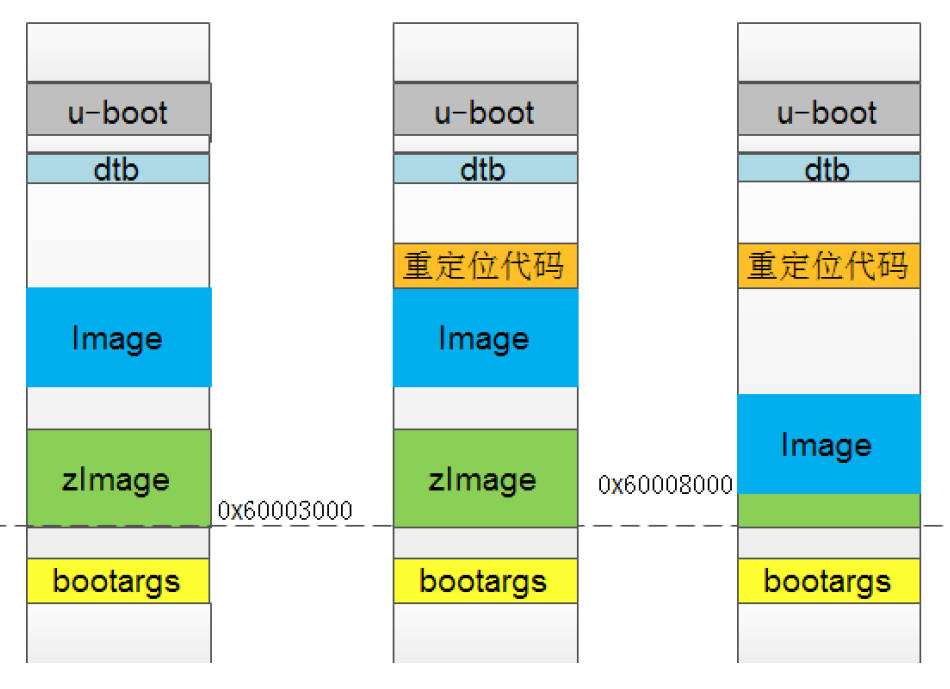 u-boot
dtb
Image
zImage
0x60003000
bootargs
u-boot
dtb
重定位代码
Image
zImage
0x60008000
bootargs
u-boot
dtb
重定位代码
Image
bootargs